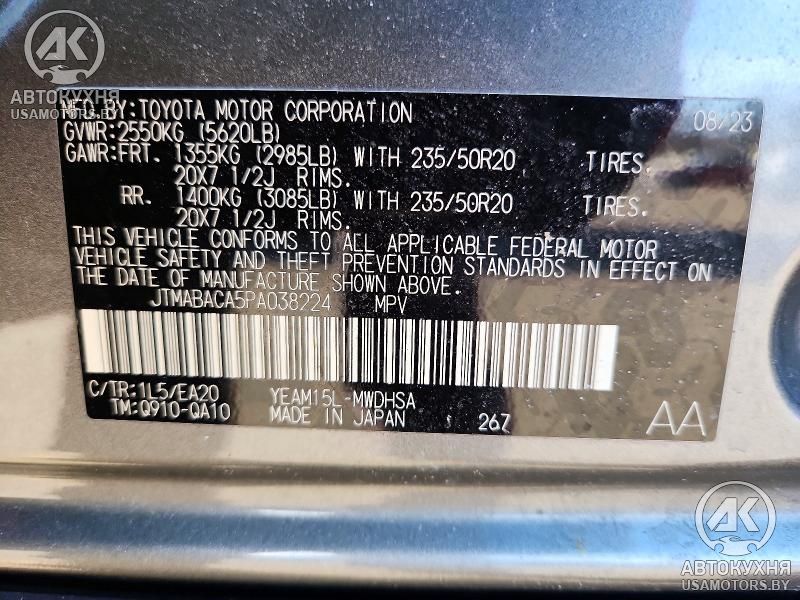 АК
АВТОКУХНЯ
USAMOTORS.BY
MFG.BY:TOYOTA MOTOR CORPORATION 08/23
GVWR:2550KG (5620LB)
GAWR:FRT. 1355KG (2985LB) WITH 235/50R20 TIRES.
20X7 1/2J RIMS.
RR. 1400KG (3085LB) WITH 235/50R20 TIRES.
20X7 1/2J RIMS.
THIS VEHICLE CONFORMS TO ALL APPLICABLE FEDERAL MOTOR
VEHICLE SAFETY AND THEFT PREVENTION STANDARDS IN EFFECT ON
THE DATE OF MANUFACTURE SHOWN ABOVE.
JTMABACA5PA038224 MPV
C/TR:1L5/EA20 YEAM15L-MWDHSA
TM:Q910-QA10 MADE IN JAPAN 267 AA
АК
АВТОКУХНЯ
USAMOTORS.BY